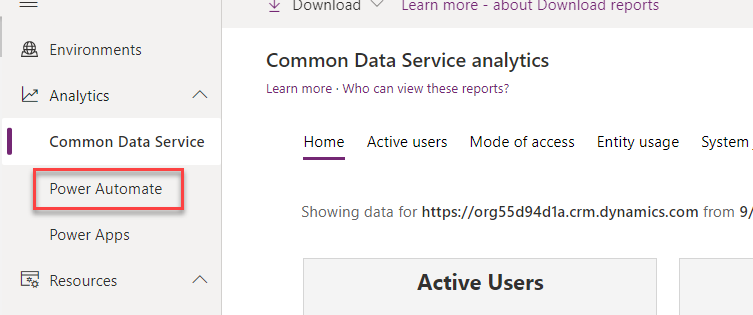 Download
Learn more - about Download reports
Environments
Analytics
Common Data Service
Power Automate
Power Apps
Resources
Common Data Service analytics
Learn more · Who can view these reports?
Home
Active users
Mode of access
Entity usage
System
Showing data for https://org55d94d1a.crm.dynamics.com from 9/
Active Users